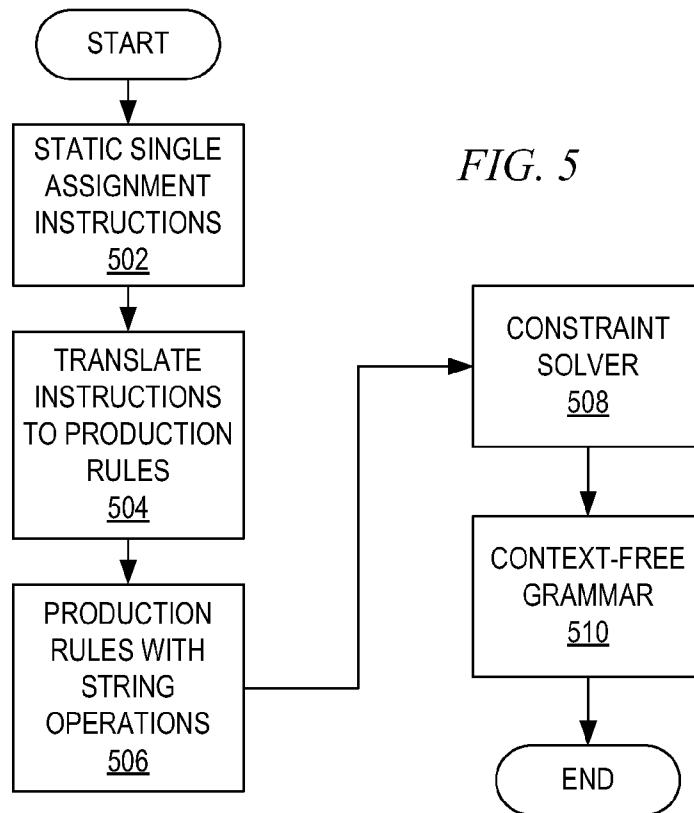 START
STATIC SINGLE
ASSIGNMENT
INSTRUCTIONS
502
TRANSLATE
INSTRUCTIONS
TO PRODUCTION
RULES
504
PRODUCTION
RULES WITH
STRING
OPERATIONS
506
FIG. 5
CONSTRAINT
SOLVER
508
CONTEXT-FREE
GRAMMAR
510
END